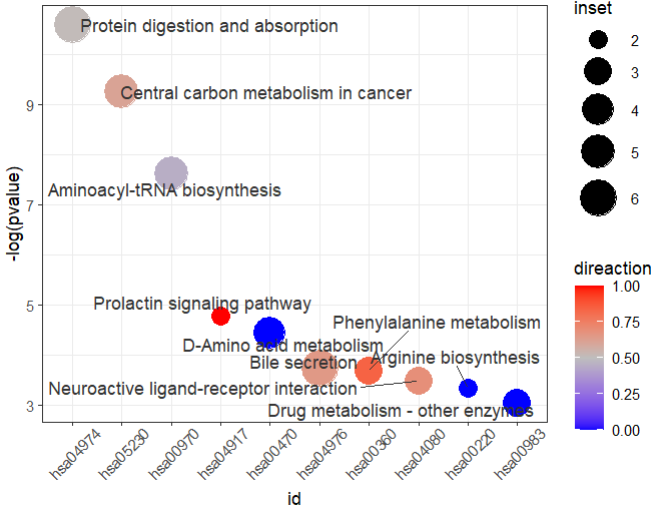 Protein digestion and absorption
Central carbon metabolism in cancer
Aminoacyl-tRNA biosynthesis
Prolactin signaling pathway
Phenylalanine metabolism
D-Amino acid metabolism
Bile secretion
Arginine biosynthesis
Neuroactive ligand-receptor interaction
Drug metabolism - other enzymes
-log(pvalue)
9
7
5
3
hsa04974
hsa05230
hsa00970
hsa04917
hsa00470
hsa04976
hsa00360
hsa04080
hsa00220
hsa00983
id
inset
2
3
4
5
6
direaction
1.00
0.75
0.50
0.25
0.00